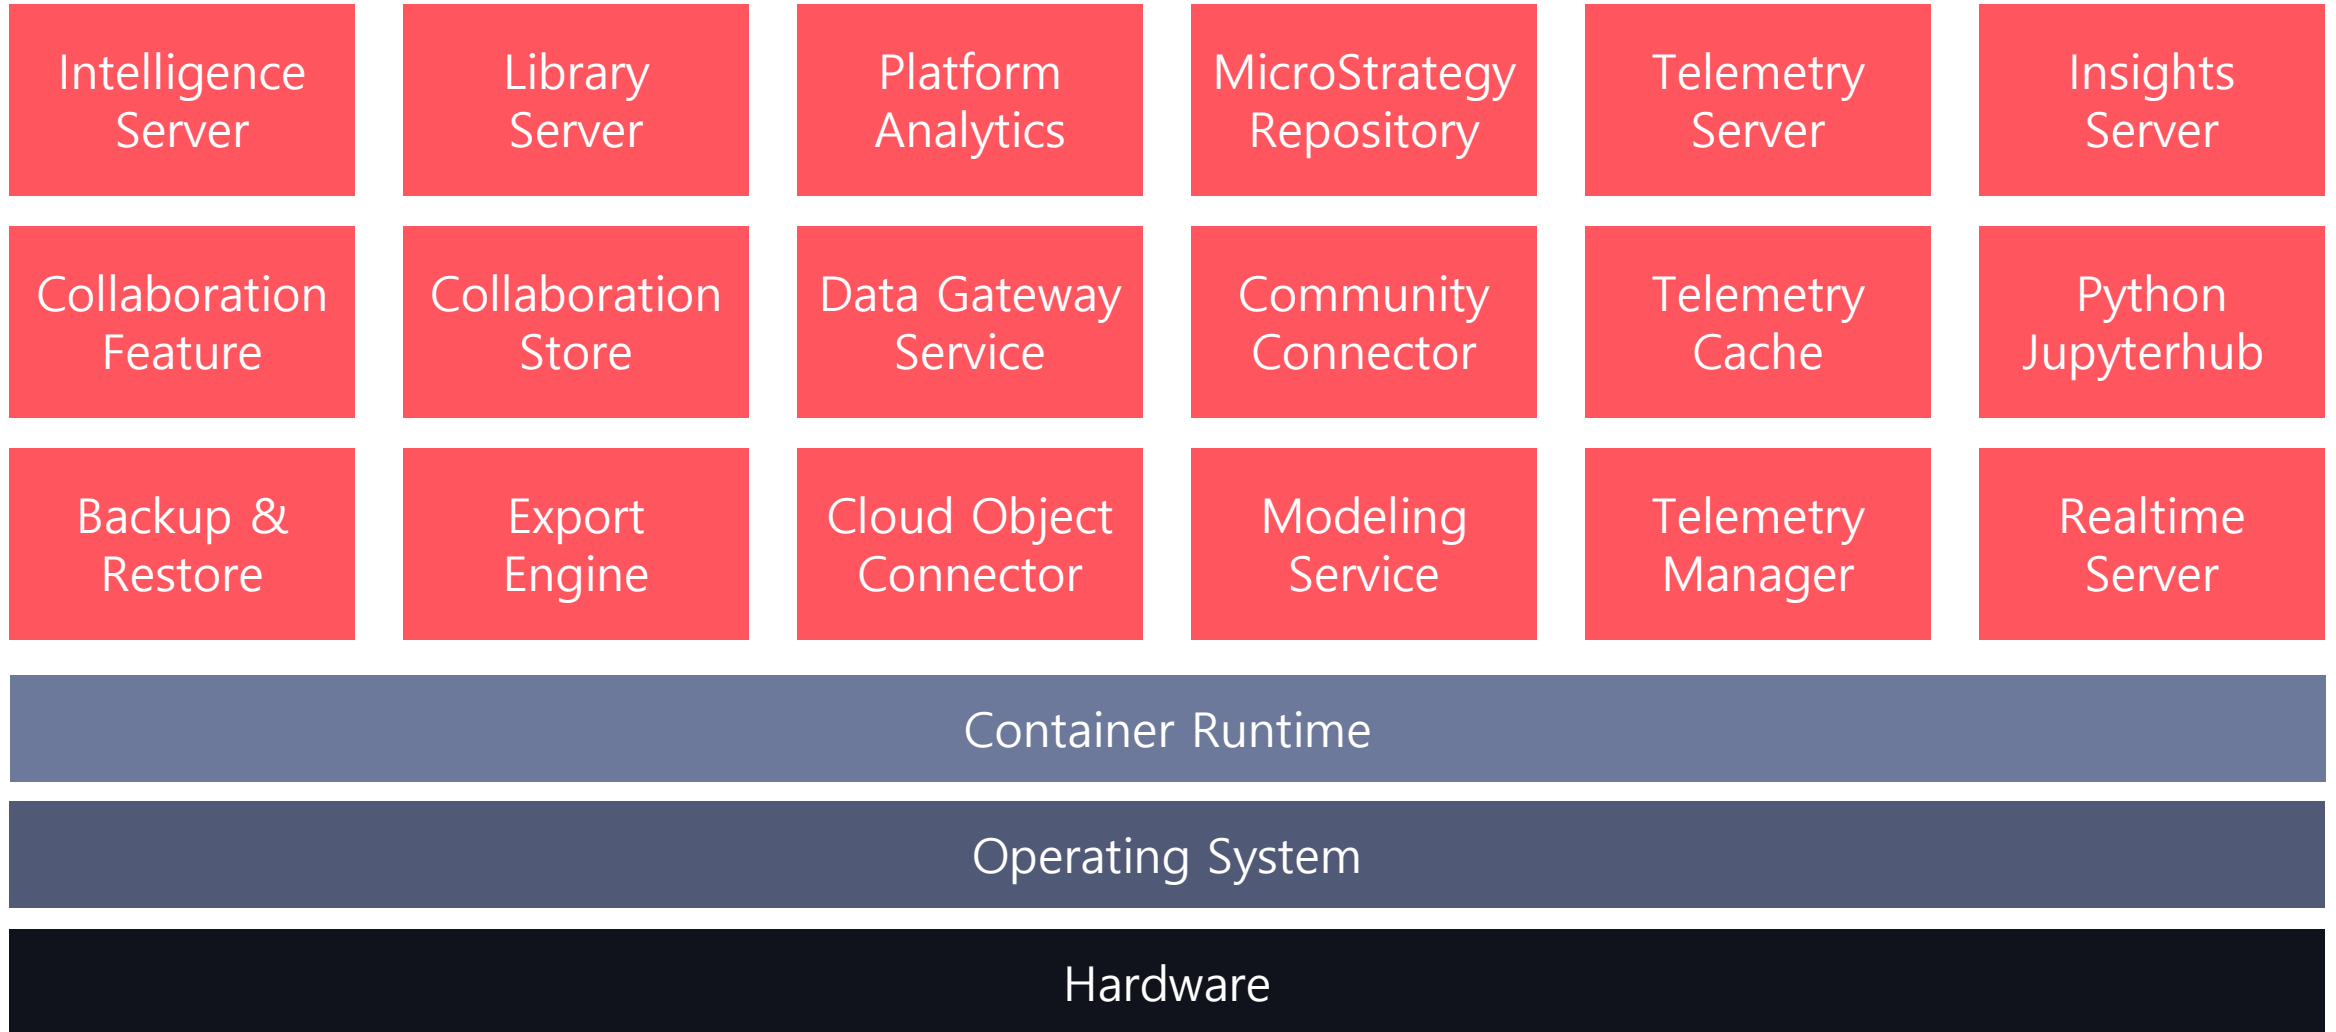 Intelligence
Server
Library
Server
Platform
Analytics
MicroStrategy
Repository
Telemetry
Server
Insights
Server
Collaboration
Feature
Collaboration
Store
Data Gateway
Service
Community
Connector
Telemetry
Cache
Python
Jupyterhub
Backup &
Restore
Export
Engine
Cloud Object
Connector
Modeling
Service
Telemetry
Manager
Realtime
Server
Container Runtime
Operating System
Hardware